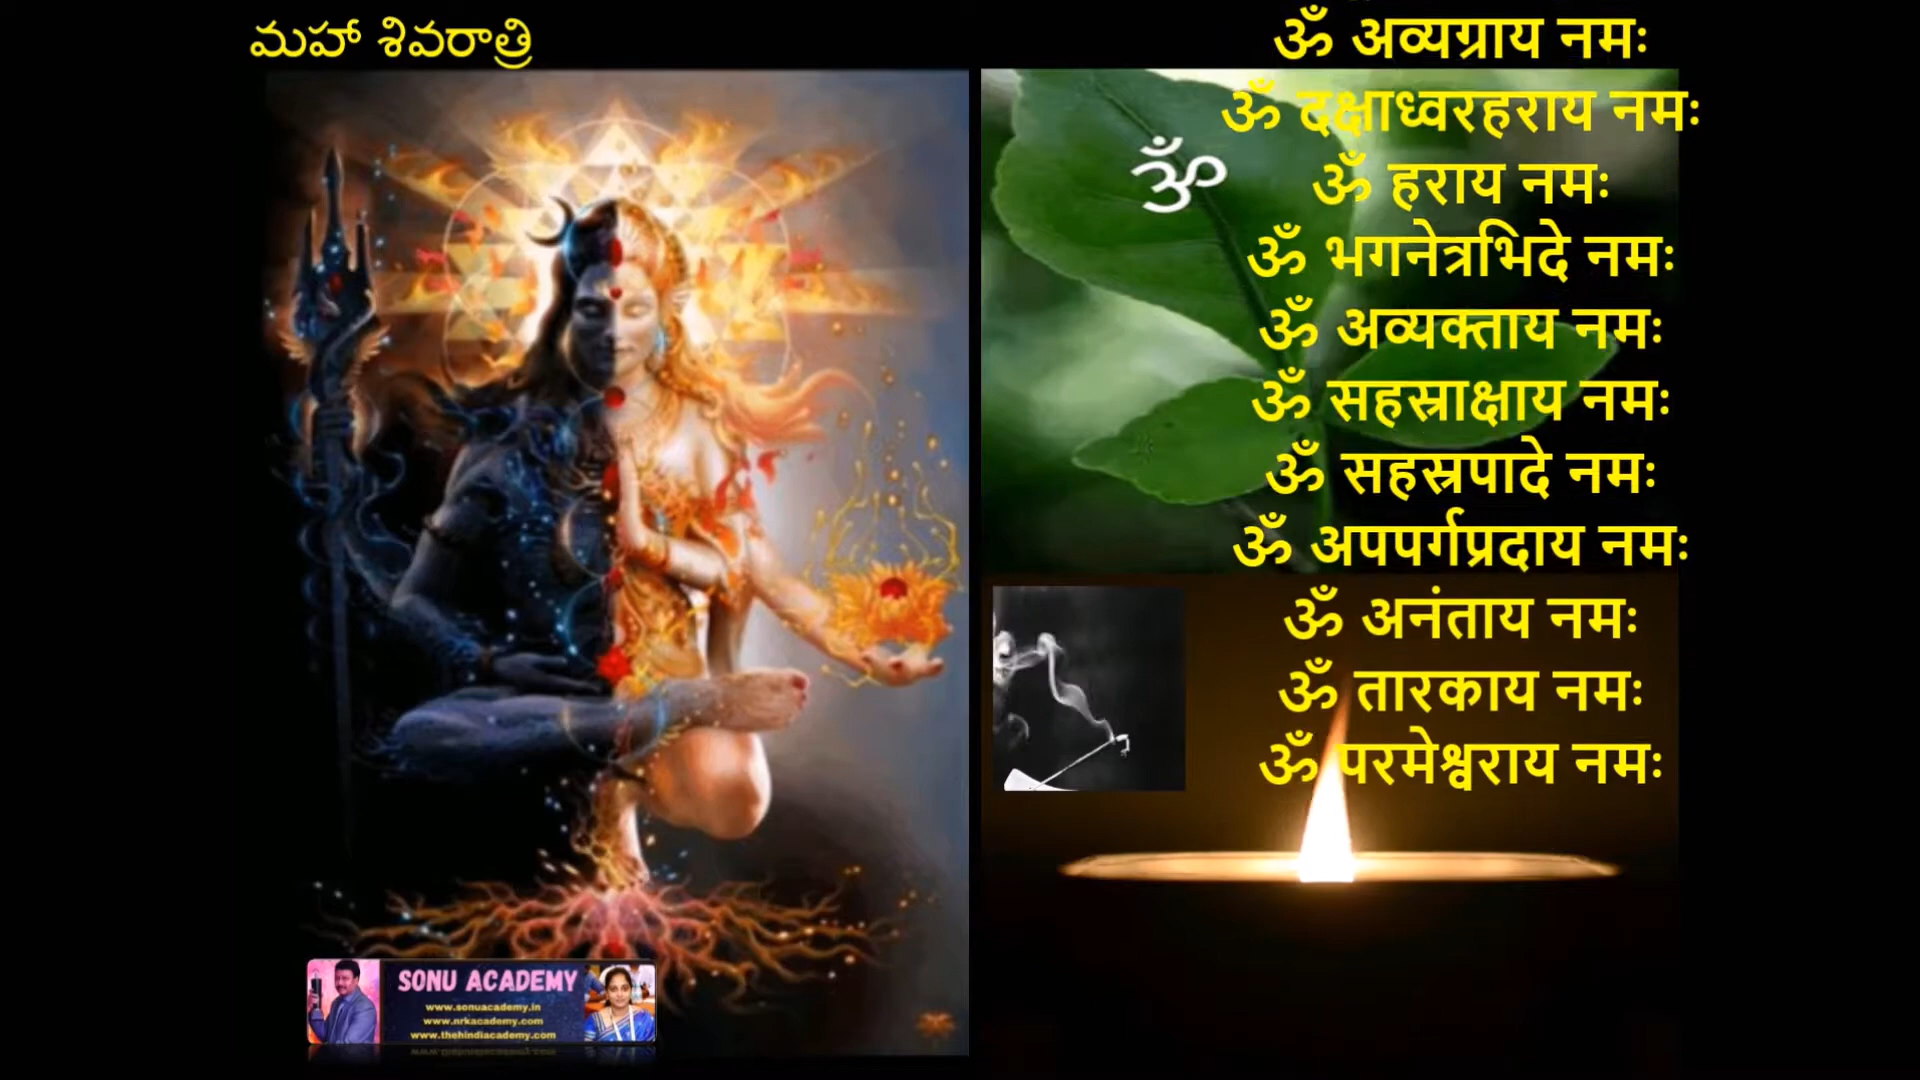 మహా శివరాత్రి
ॐ अव्यग्राय नमः
ॐ दक्षाध्वरहराय नमः
ॐ
ॐ हराय नमः
ॐ भगनेत्रभिदे नमः
ॐ अव्यक्ताय नमः
ॐ सहस्राक्षाय नमः
ॐ सहस्रपादे नमः
ॐ अपपर्गप्रदाय नमः
ॐ अनंताय नमः
ॐ तारकाय नमः
ॐ परमेश्वराय नमः
SONU ACADEMY
www.sonuacademy.in
www.nrkacademy.com
www.thehindiacademy.com